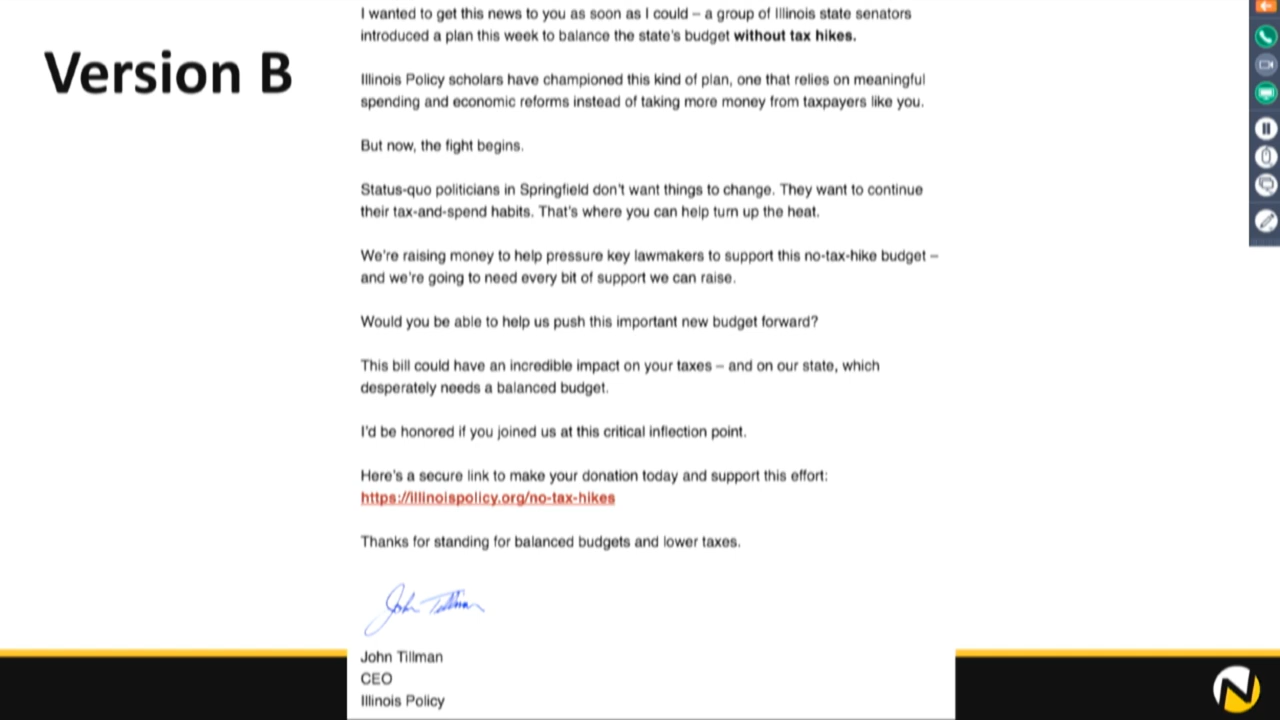 Version B
I wanted to get this news to you as soon as I could – a group of Illinois state senators
introduced a plan this week to balance the state's budget without tax hikes.
Illinois Policy scholars have championed this kind of plan, one that relies on meaningful
spending and economic reforms instead of taking more money from taxpayers like you.
But now, the fight begins.
Status-quo politicians in Springfield don't want things to change. They want to continue
their tax-and-spend habits. That's where you can help turn up the heat.
We're raising money to help pressure key lawmakers to support this no-tax-hike budget –
and we're going to need every bit of support we can raise.
Would you be able to help us push this important new budget forward?
This bill could have an incredible impact on your taxes – and on our state, which
desperately needs a balanced budget.
I'd be honored if you joined us at this critical inflection point.
Here's a secure link to make your donation today and support this effort:
https://illinoispolicy.org/no-tax-hikes
Thanks for standing for balanced budgets and lower taxes.
John Tillman
John Tillman
CEO
Illinois Policy
N